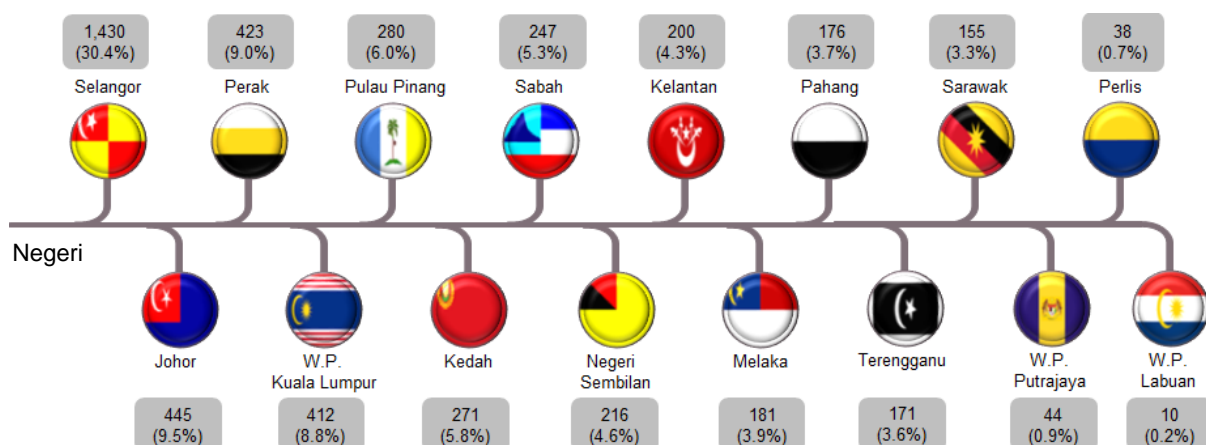 1,430
(30.4%)
Selangor
423
(9.0%)
Perak
280
(6.0%)
Pulau Pinang
247
(5.3%)
Sabah
200
(4.3%)
Kelantan
176
(3.7%)
Pahang
155
(3.3%)
Sarawak
38
(0.7%)
Perlis
Negeri
Johor
445
(9.5%)
W.P.
Kuala Lumpur
412
(8.8%)
Kedah
271
(5.8%)
Negeri
Sembilan
216
(4.6%)
Melaka
181
(3.9%)
Terengganu
171
(3.6%)
W.P.
Putrajaya
44
(0.9%)
W.P.
Labuan
10
(0.2%)